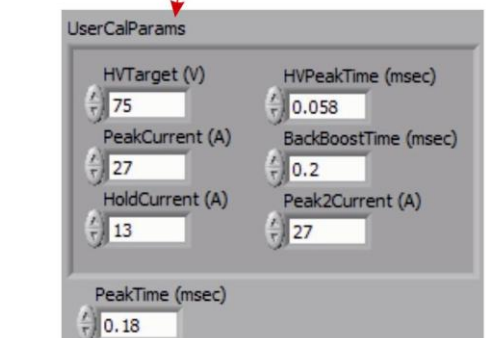 UserCalParams
HVTarget (V) HVPeakTime (msec)
75 0.058
PeakCurrent (A) BackBoostTime (msec)
27 0.2
HoldCurrent (A) Peak2Current (A)
13 27
PeakTime (msec)
0.18